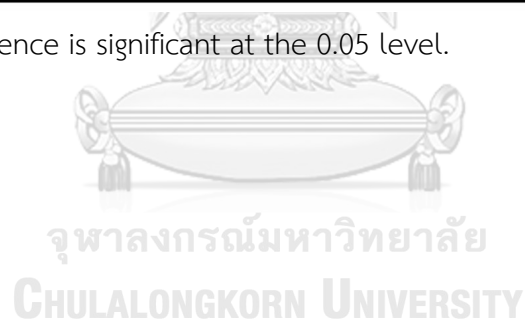 ence is significant at the 0.05 level.
จุฬาลงกรณ์มหาวิทยาลัย
CHULALONGKORN UNIVERSITY